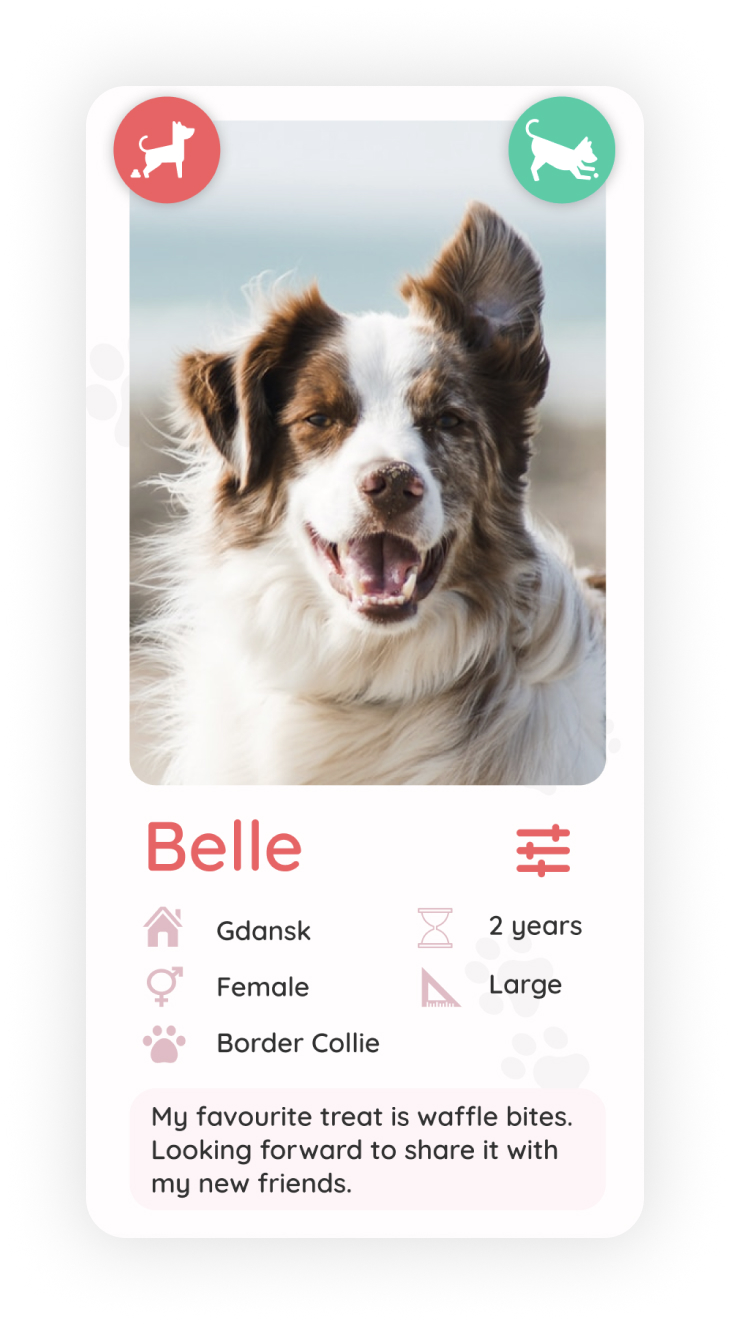 Belle
Gdansk
2 years
Female
Large
Border Collie
My favourite treat is waffle bites.
Looking forward to share it with
my new friends.